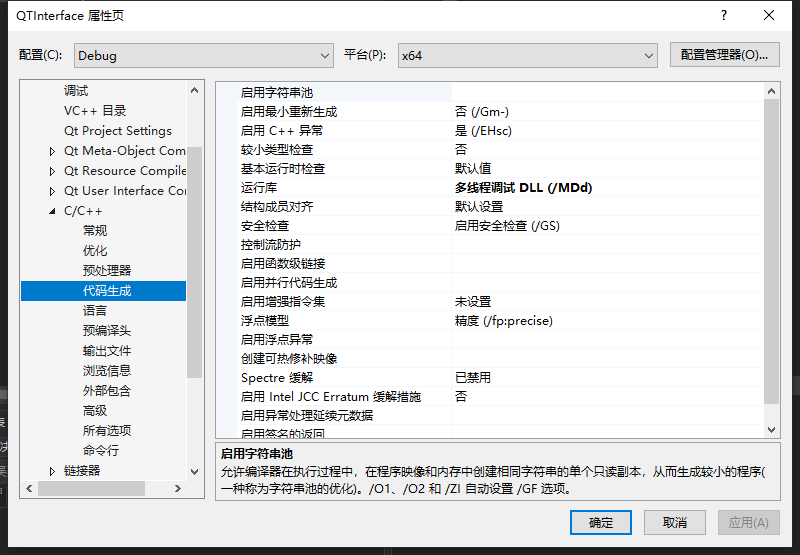 QTInterface 属性页
配置(C):
Debug
平台(P):
x64
配置管理器(O)...
调试
VC++ 目录
Qt Project Settings
Qt Meta-Object Com
Qt Resource Compile
Qt User Interface Co
C/C++
常规
优化
预处理器
代码生成
语言
预编译头
输出文件
浏览信息
外部包含
高级
所有选项
命令行
链接器
启用字符串池
启用最小重新生成 否 (/Gm-)
启用 C++ 异常 是 (/EHsc)
较小类型检查 否
基本运行时检查 默认值
运行库 多线程调试 DLL (/MDd)
结构成员对齐 默认设置
安全检查 启用安全检查 (/GS)
控制流防护
启用函数级链接
启用并行代码生成
启用增强指令集 未设置
浮点模型 精度 (/fp:precise)
启用浮点异常
创建可热修补映像
Spectre 缓解 已禁用
启用 Intel JCC Erratum 缓解措施 否
启用异常处理延续元数据
启用签名的返回
启用字符串池
允许编译器在执行过程中，在程序映像和内存中创建相同字符串的单个只读副本，从而生成较小的程序(
一种称为字符串池的优化)。/O1、/O2 和 /ZI 自动设置 /GF 选项。
确定
取消
应用(A)